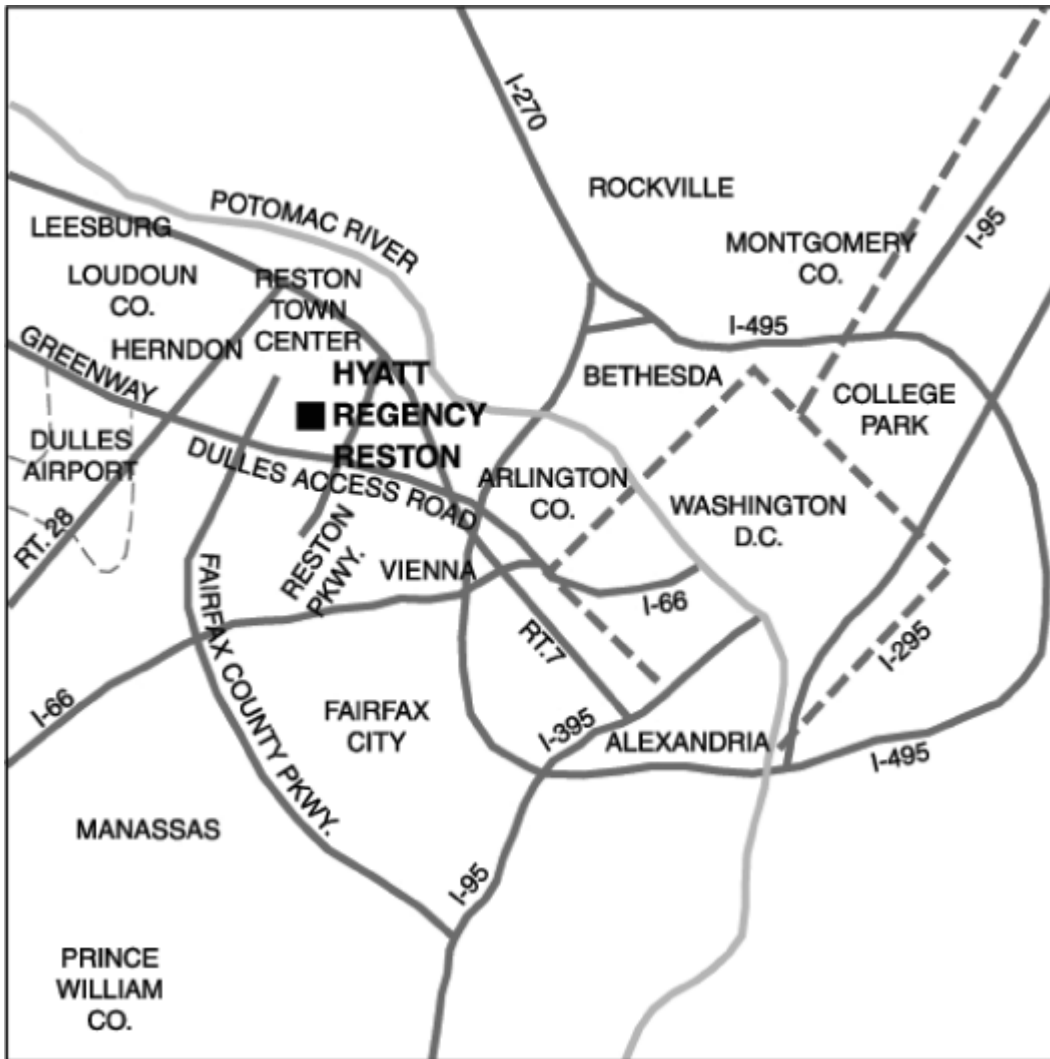 I-270
ROCKVILLE
POTOMAC RIVER
LEESBURG
MONTGOMERY
CO.
I-95
LOUDOUN
CO.
RESTON
TOWN
CENTER
I-495
HERNDON
GREENWAY
HYATT
REGENCY
RESTON
BETHESDA
COLLEGE
PARK
DULLES
AIRPORT
DULLES ACCESS ROAD
ARLINGTON
CO.
WASHINGTON
D.C.
RT. 28
RESTON
PKWY.
VIENNA
I-66
RT.7
I-295
FAIRFAX COUNTY PKWY.
I-66
FAIRFAX
CITY
I-395
ALEXANDRIA
I-495
MANASSAS
I-95
PRINCE
WILLIAM
CO.